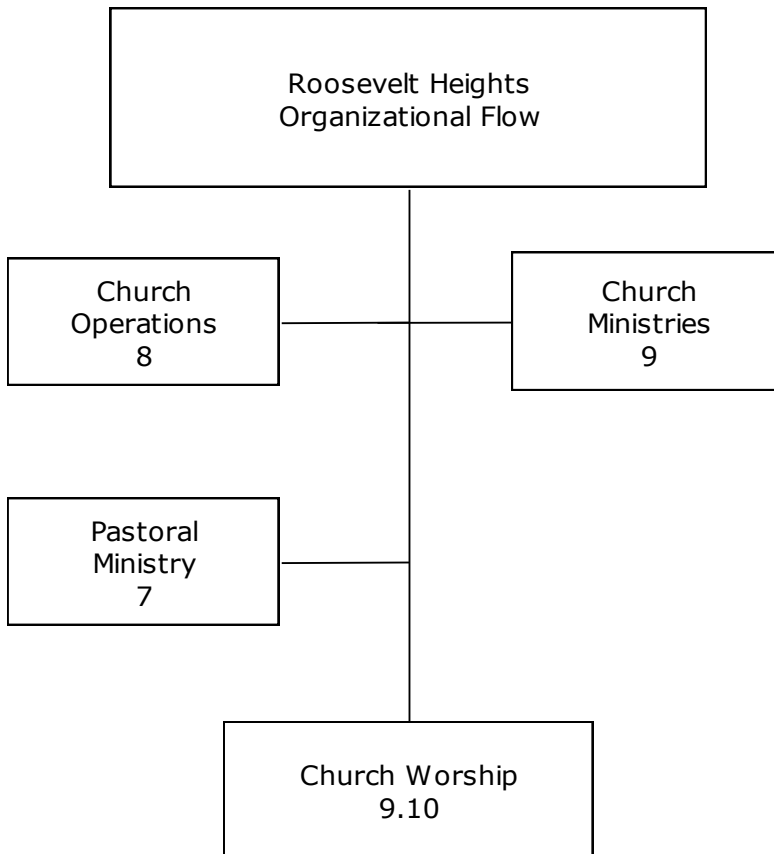 Roosevelt Heights
Organizational Flow
Church
Operations
8
Church
Ministries
9
Pastoral
Ministry
7
Church Worship
9.10